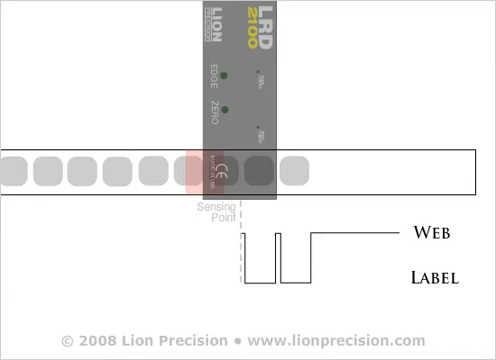 LION
PRECISION
LRD
2100
EDGE
ZERO
CE
Sensing
Point
WEB
LABEL
© 2008 Lion Precision • www.lionprecision.com